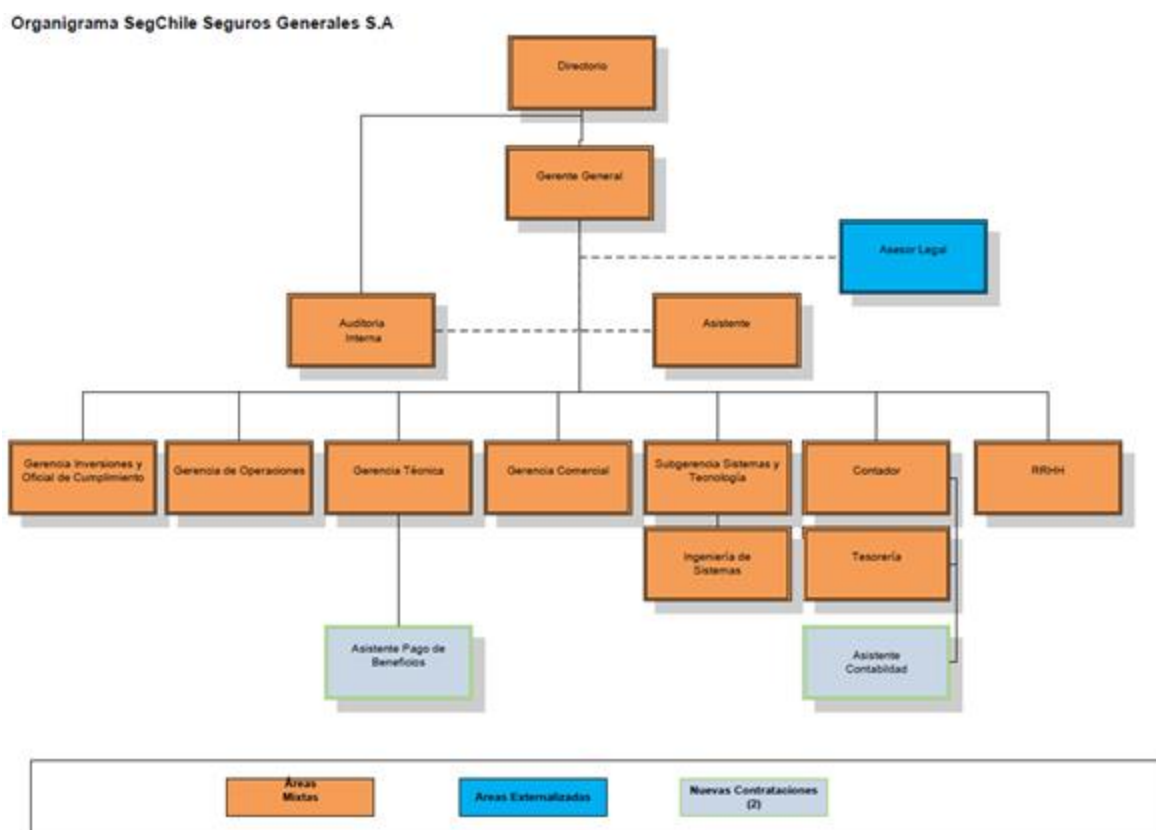 Organigrama SegChile Seguros Generales S.A
Directorio
Gerente General
Asesor Legal
Auditoria
Interna
Asistente
Gerencia Inversiones y
Oficial de Cumplimiento
Gerencia de Operaciones
Gerencia Técnica
Gerencia Comercial
Subgerencia Sistemas y
Tecnología
Contador
RRHH
Ingeniería de
Sistemas
Tesorería
Asistente Pago de
Beneficios
Asistente
Contabildad
Áreas
Mixtas
Areas Externalizadas
Nuevas Contrataciones
(2)